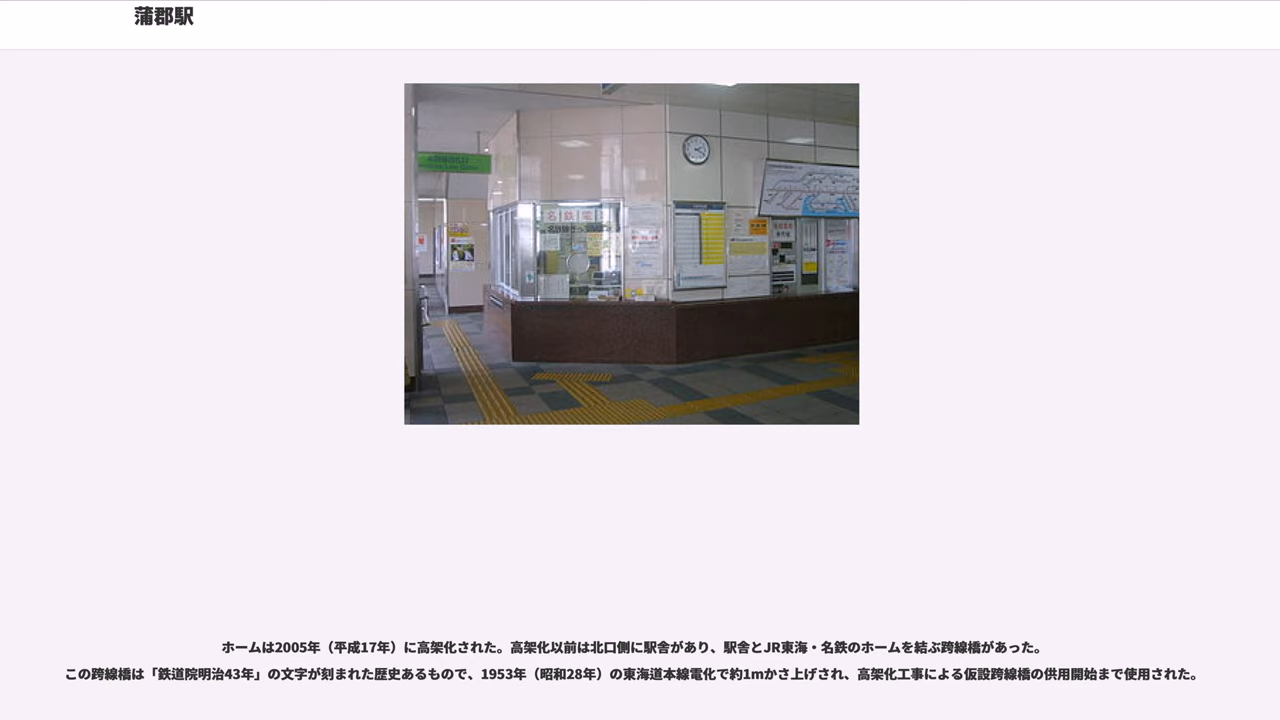 蒲郡駅
名鉄電
ホームは2005年（平成17年）に高架化された。高架化以前は北口側に駅舎があり、駅舎とJR東海・名鉄のホームを結ぶ跨線橋があった。
この跨線橋は「鉄道院明治43年」の文字が刻まれた歴史あるもので、1953年（昭和28年）の東海道本線電化で約1mかさ上げされ、高架化工事による仮設跨線橋の供用開始まで使用された。